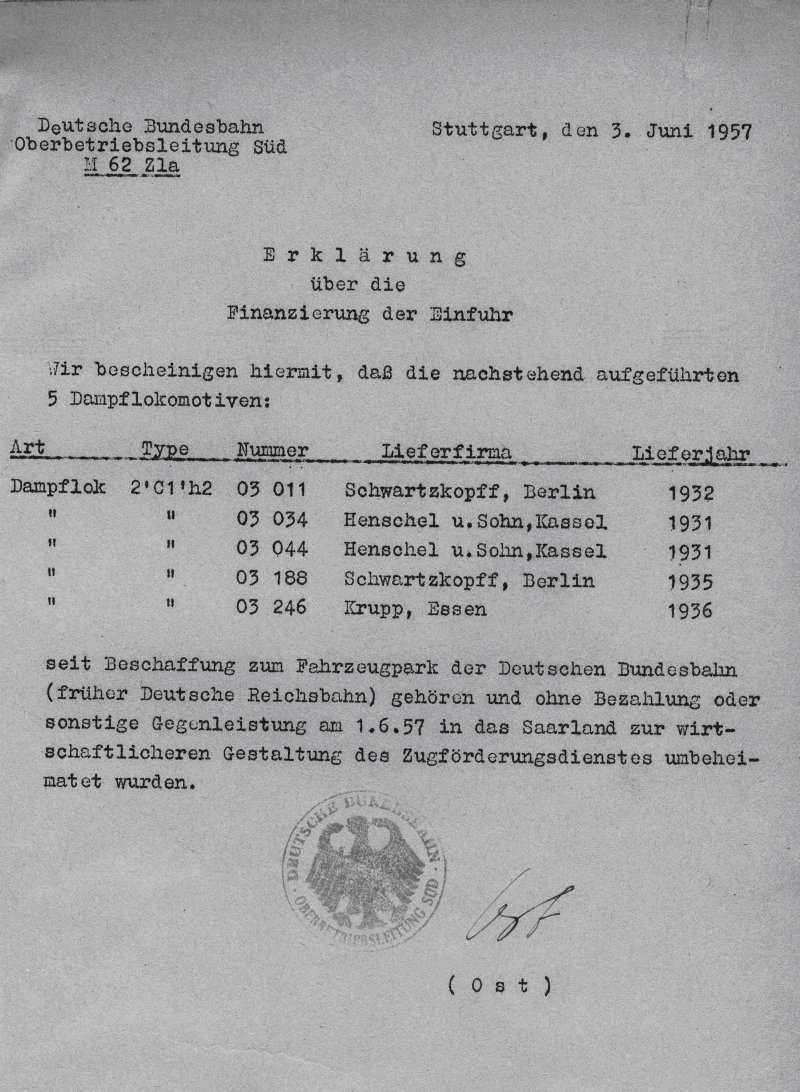 Deutsche Bundesbahn
Oberbetriebsleitung Süd
M 62 Zla
Stuttgart, den 3. Juni 1957
E r k l ä r u n g
über die
Finanzierung der Einfuhr
Wir bescheinigen hiermit, daß die nachstehend aufgeführten
5 Dampflokomotiven:
Art Type Nummer Lieferfirma Lieferjahr
Dampflok 2'C1'h2 03 011 Schwartzkopff, Berlin 1932
" " 03 034 Henschel u.Sohn,Kassel 1931
" " 03 044 Henschel u.Sohn,Kassel 1931
" " 03 188 Schwartzkopff, Berlin 1935
" " 03 246 Krupp, Essen 1936
seit Beschaffung zum Fahrzeugpark der Deutschen Bundesbahn
(früher Deutsche Reichsbahn) gehören und ohne Bezahlung oder
sonstige Gegenleistung am 1.6.57 in das Saarland zur wirt-
schaftlicheren Gestaltung des Zugförderungsdienstes umbehei-
matet wurden.
DEUTSCHE BUNDESBAHN
OBERBETRIEBSLEITUNG SÜD
Ost
( O s t )